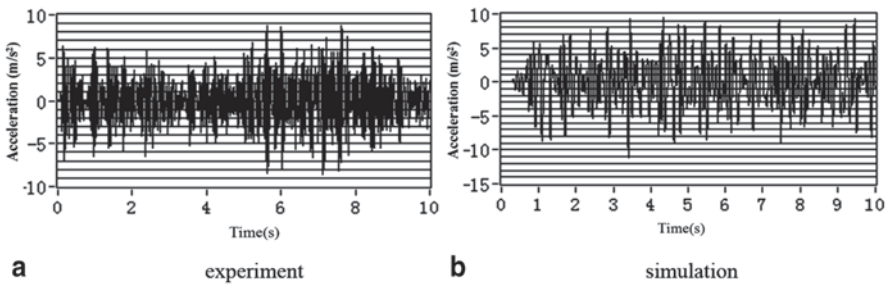 10
5
0
-5
-10
Acceleration (m/s²)
0 2 4 6 8 10
Time(s)
a experiment
10
5
0
-5
-10
-15
Acceleration (m/s²)
0 1 2 3 4 5 6 7 8 9 10
Time(s)
b simulation